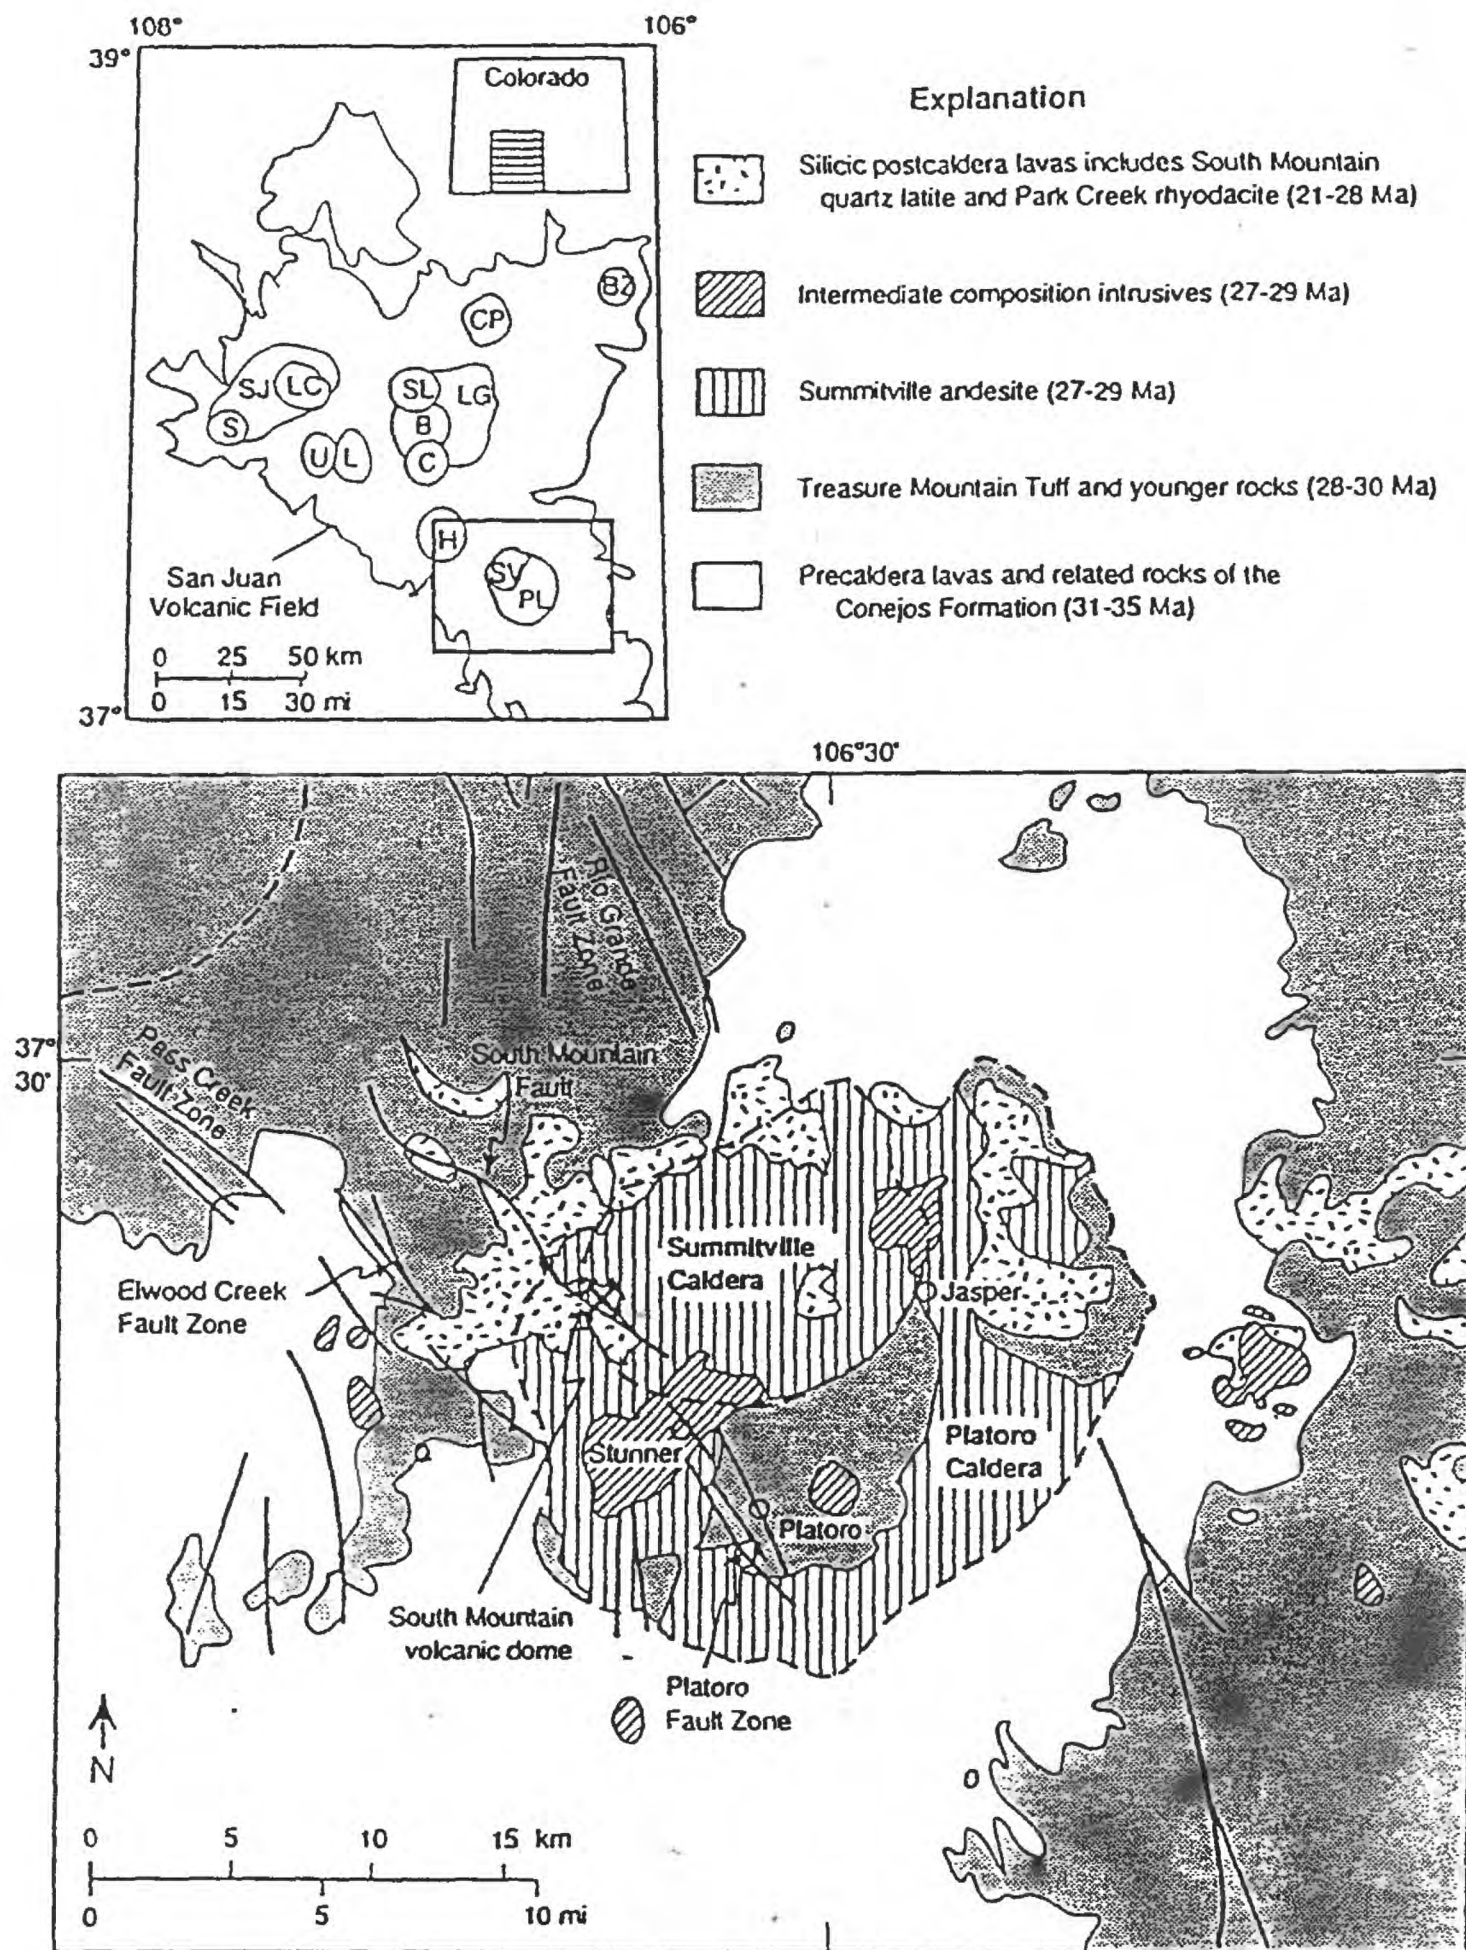 108°
106°
39°
Colorado
BZ
CP
SJ
LC
SL
LG
S
B
U
L
C
H
SV
PL
San Juan
Volcanic Field
0 25 50 km
0 15 30 mi
37°
Explanation
Silicic postcaldera lavas includes South Mountain
quartz latite and Park Creek rhyodacite (21-28 Ma)
Intermediate composition intrusives (27-29 Ma)
Summitville andesite (27-29 Ma)
Treasure Mountain Tuff and younger rocks (28-30 Ma)
Precaldera lavas and related rocks of the
Conejos Formation (31-35 Ma)
106°30'
Rio Grande
Fault Zone
37°
30'
Pass Creek
Fault Zone
South Mountain
Fault
Summitville
Caldera
Elwood Creek
Fault Zone
Jasper
Platoro
Caldera
Stunner
Platoro
South Mountain
volcanic dome
Platoro
Fault Zone
N
0 5 10 15 km
0 5 10 mi